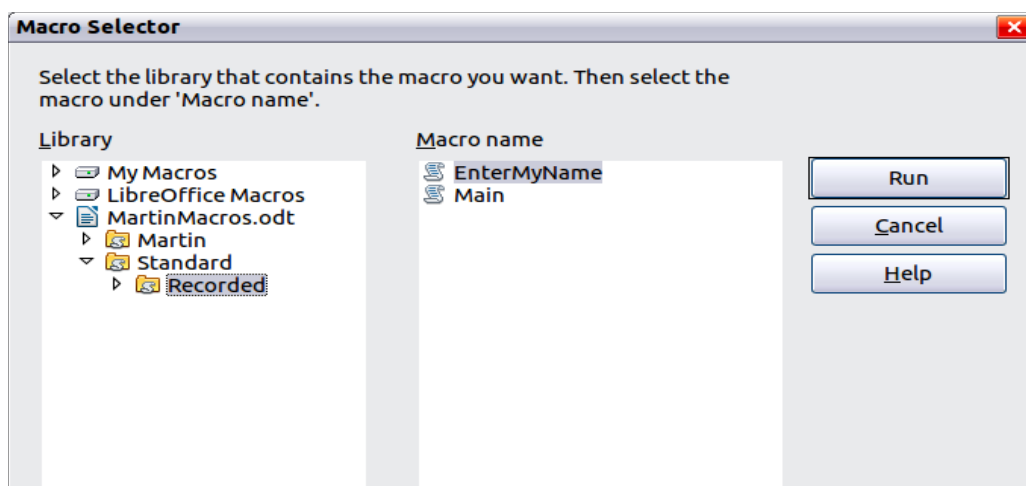 Macro Selector
Select the library that contains the macro you want. Then select the
macro under 'Macro name'.
Library
My Macros
LibreOffice Macros
MartinMacros.odt
Martin
Standard
Recorded
Macro name
EnterMyName
Main
Run
Cancel
Help